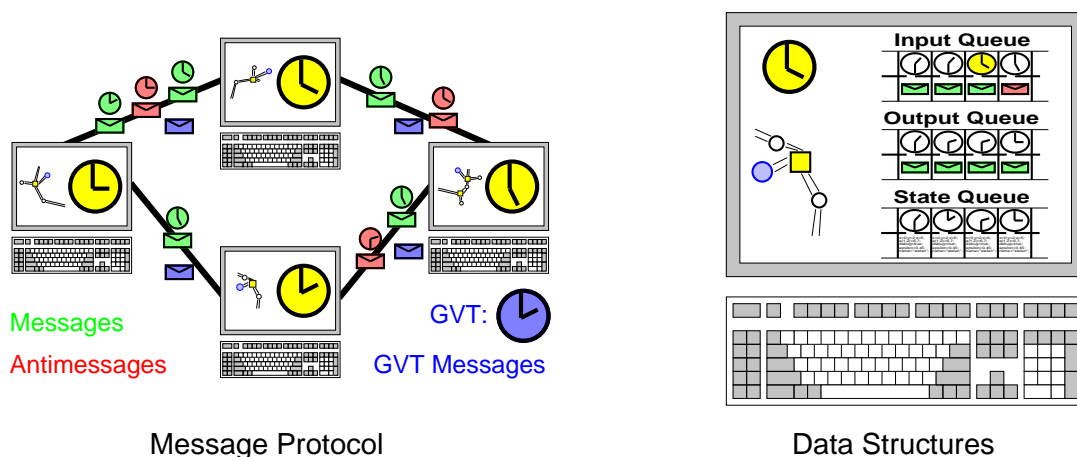 Input Queue
Output Queue
State Queue
Messages
GVT:
Antimessages
GVT Messages
Message Protocol
Data Structures